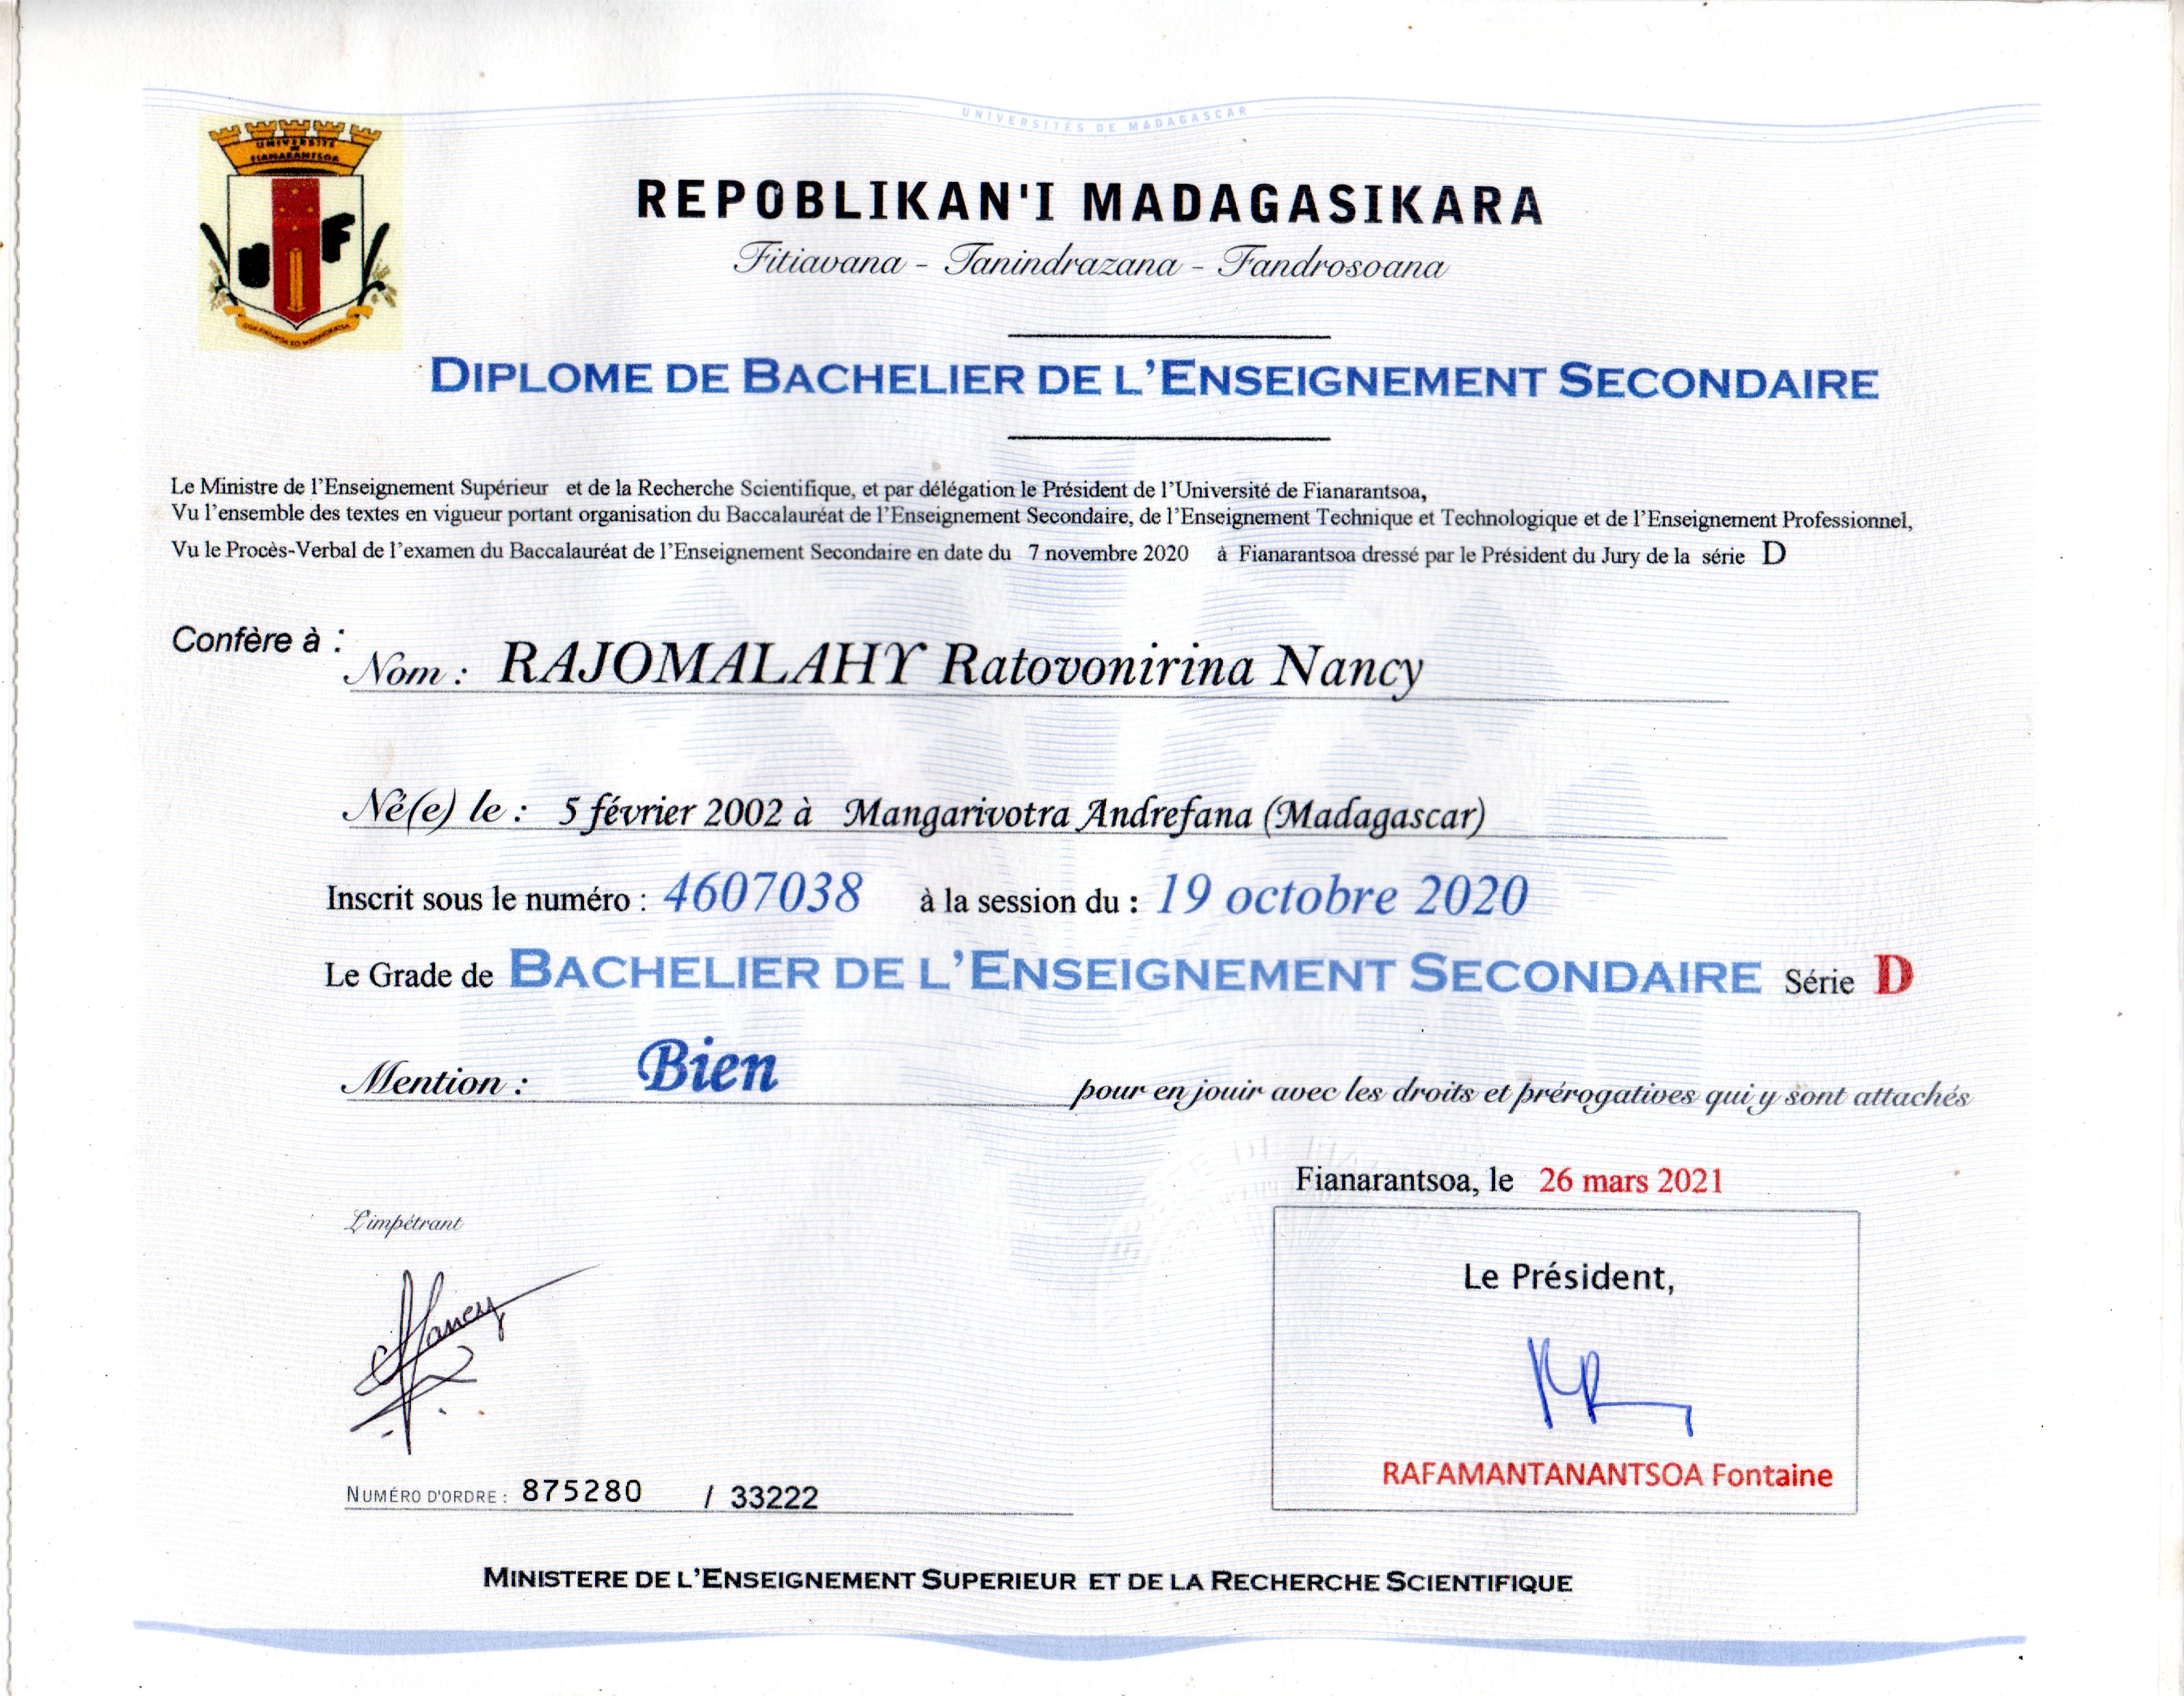 UNIVERSITÉS DE MADAGASCAR
UNIVERSITE
DE
FIANARANTSOA
REPOBLIKAN'I MADAGASIKARA
Fitiavana - Tanindrazana - Fandrosoana
DIPLOME DE BACHELIER DE L'ENSEIGNEMENT SECONDAIRE
Le Ministre de l'Enseignement Supérieur et de la Recherche Scientifique, et par délégation le Président de l'Université de Fianarantsoa,
Vu l'ensemble des textes en vigueur portant organisation du Baccalauréat de l'Enseignement Secondaire, de l'Enseignement Technique et Technologique et de l'Enseignement Professionnel,
Vu le Procès-Verbal de l'examen du Baccalauréat de l'Enseignement Secondaire en date du 7 novembre 2020 à Fianarantsoa dressé par le Président du Jury de la série D
Confère à :
Nom : RAJOMALAHY Ratovonirina Nancy
Né(e) le : 5 février 2002 à Mangarivotra Andrefana (Madagascar)
Inscrit sous le numéro : 4607038 à la session du : 19 octobre 2020
Le Grade de BACHELIER DE L'ENSEIGNEMENT SECONDAIRE Série D
Mention : Bien pour en jouir avec les droits et prérogatives qui y sont attachés
Fianarantsoa, le 26 mars 2021
L'impétrant
Le Président,
Nancy
RAFAMANTANANTSOA Fontaine
NUMÉRO D'ORDRE : 875280 / 33222
MINISTERE DE L'ENSEIGNEMENT SUPERIEUR ET DE LA RECHERCHE SCIENTIFIQUE